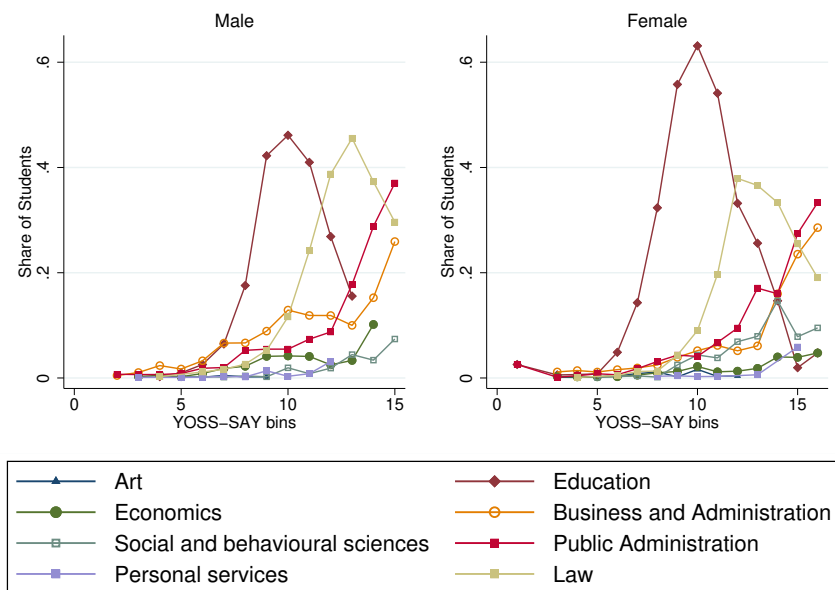 Male
Female
Share of Students
.6
.4
.2
0
0
5
10
15
YOSS−SAY bins
Share of Students
.6
.4
.2
0
0
5
10
15
YOSS−SAY bins
Art
Education
Economics
Business and Administration
Social and behavioural sciences
Public Administration
Personal services
Law